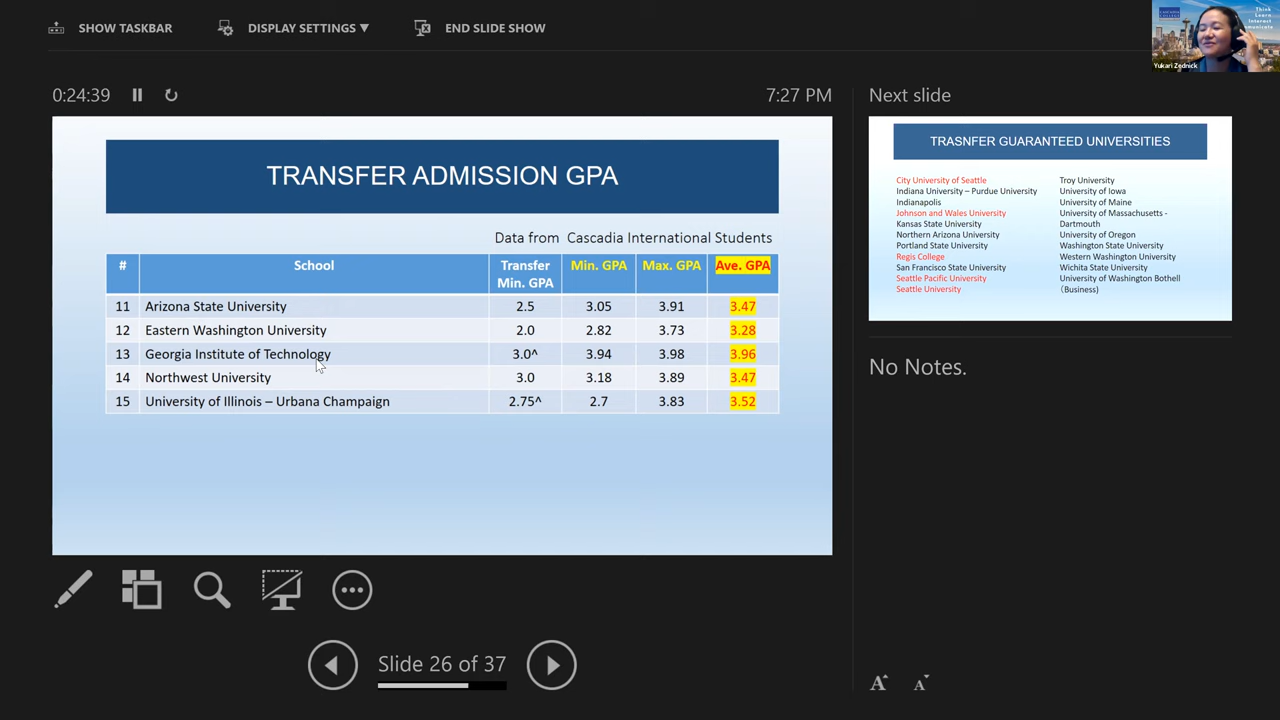 SHOW TASKBAR DISPLAY SETTINGS ▼ END SLIDE SHOW
CASCADIA
COLLEGE
Think
Learn
Interact
Yukari Zednick
0:24:39
7:27 PM
TRANSFER ADMISSION GPA
Data from Cascadia International Students
# School Transfer Min. GPA Min. GPA Max. GPA Ave. GPA
11 Arizona State University 2.5 3.05 3.91 3.47
12 Eastern Washington University 2.0 2.82 3.73 3.28
13 Georgia Institute of Technology 3.0^ 3.94 3.98 3.96
14 Northwest University 3.0 3.18 3.89 3.47
15 University of Illinois – Urbana Champaign 2.75^ 2.7 3.83 3.52
Slide 26 of 37
Next slide
TRASNFER GUARANTEED UNIVERSITIES
City University of Seattle
Indiana University – Purdue University
Indianapolis
Johnson and Wales University
Kansas State University
Northern Arizona University
Portland State University
Regis College
San Francisco State University
Seattle Pacific University
Seattle University
Troy University
University of Iowa
University of Maine
University of Massachusetts -
Dartmouth
University of Oregon
Washington State University
Western Washington University
Wichita State University
University of Washington Bothell
(Business)
No Notes.
A A